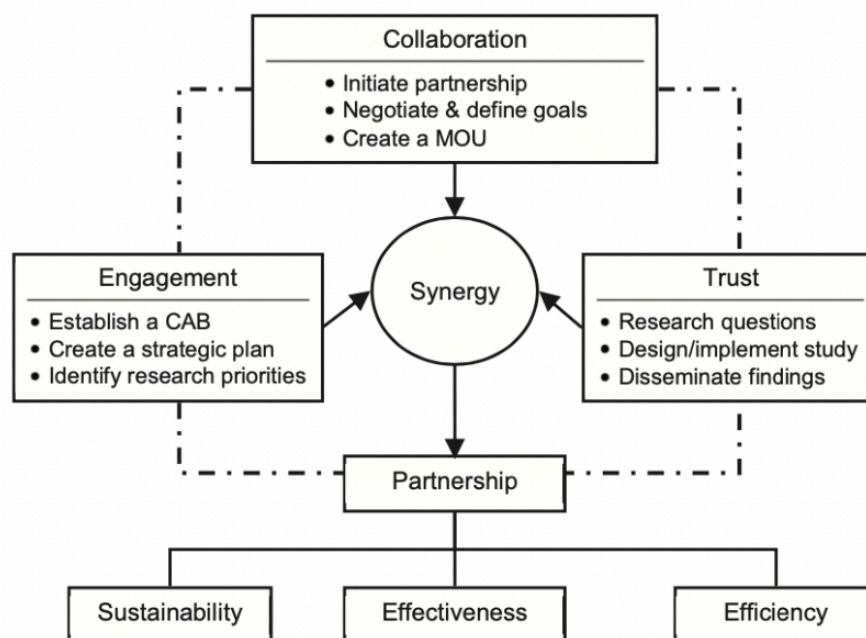 Collaboration
• Initiate partnership
• Negotiate & define goals
• Create a MOU
Engagement
• Establish a CAB
• Create a strategic plan
• Identify research priorities
Synergy
Trust
• Research questions
• Design/implement study
• Disseminate findings
Partnership
Sustainability
Effectiveness
Efficiency